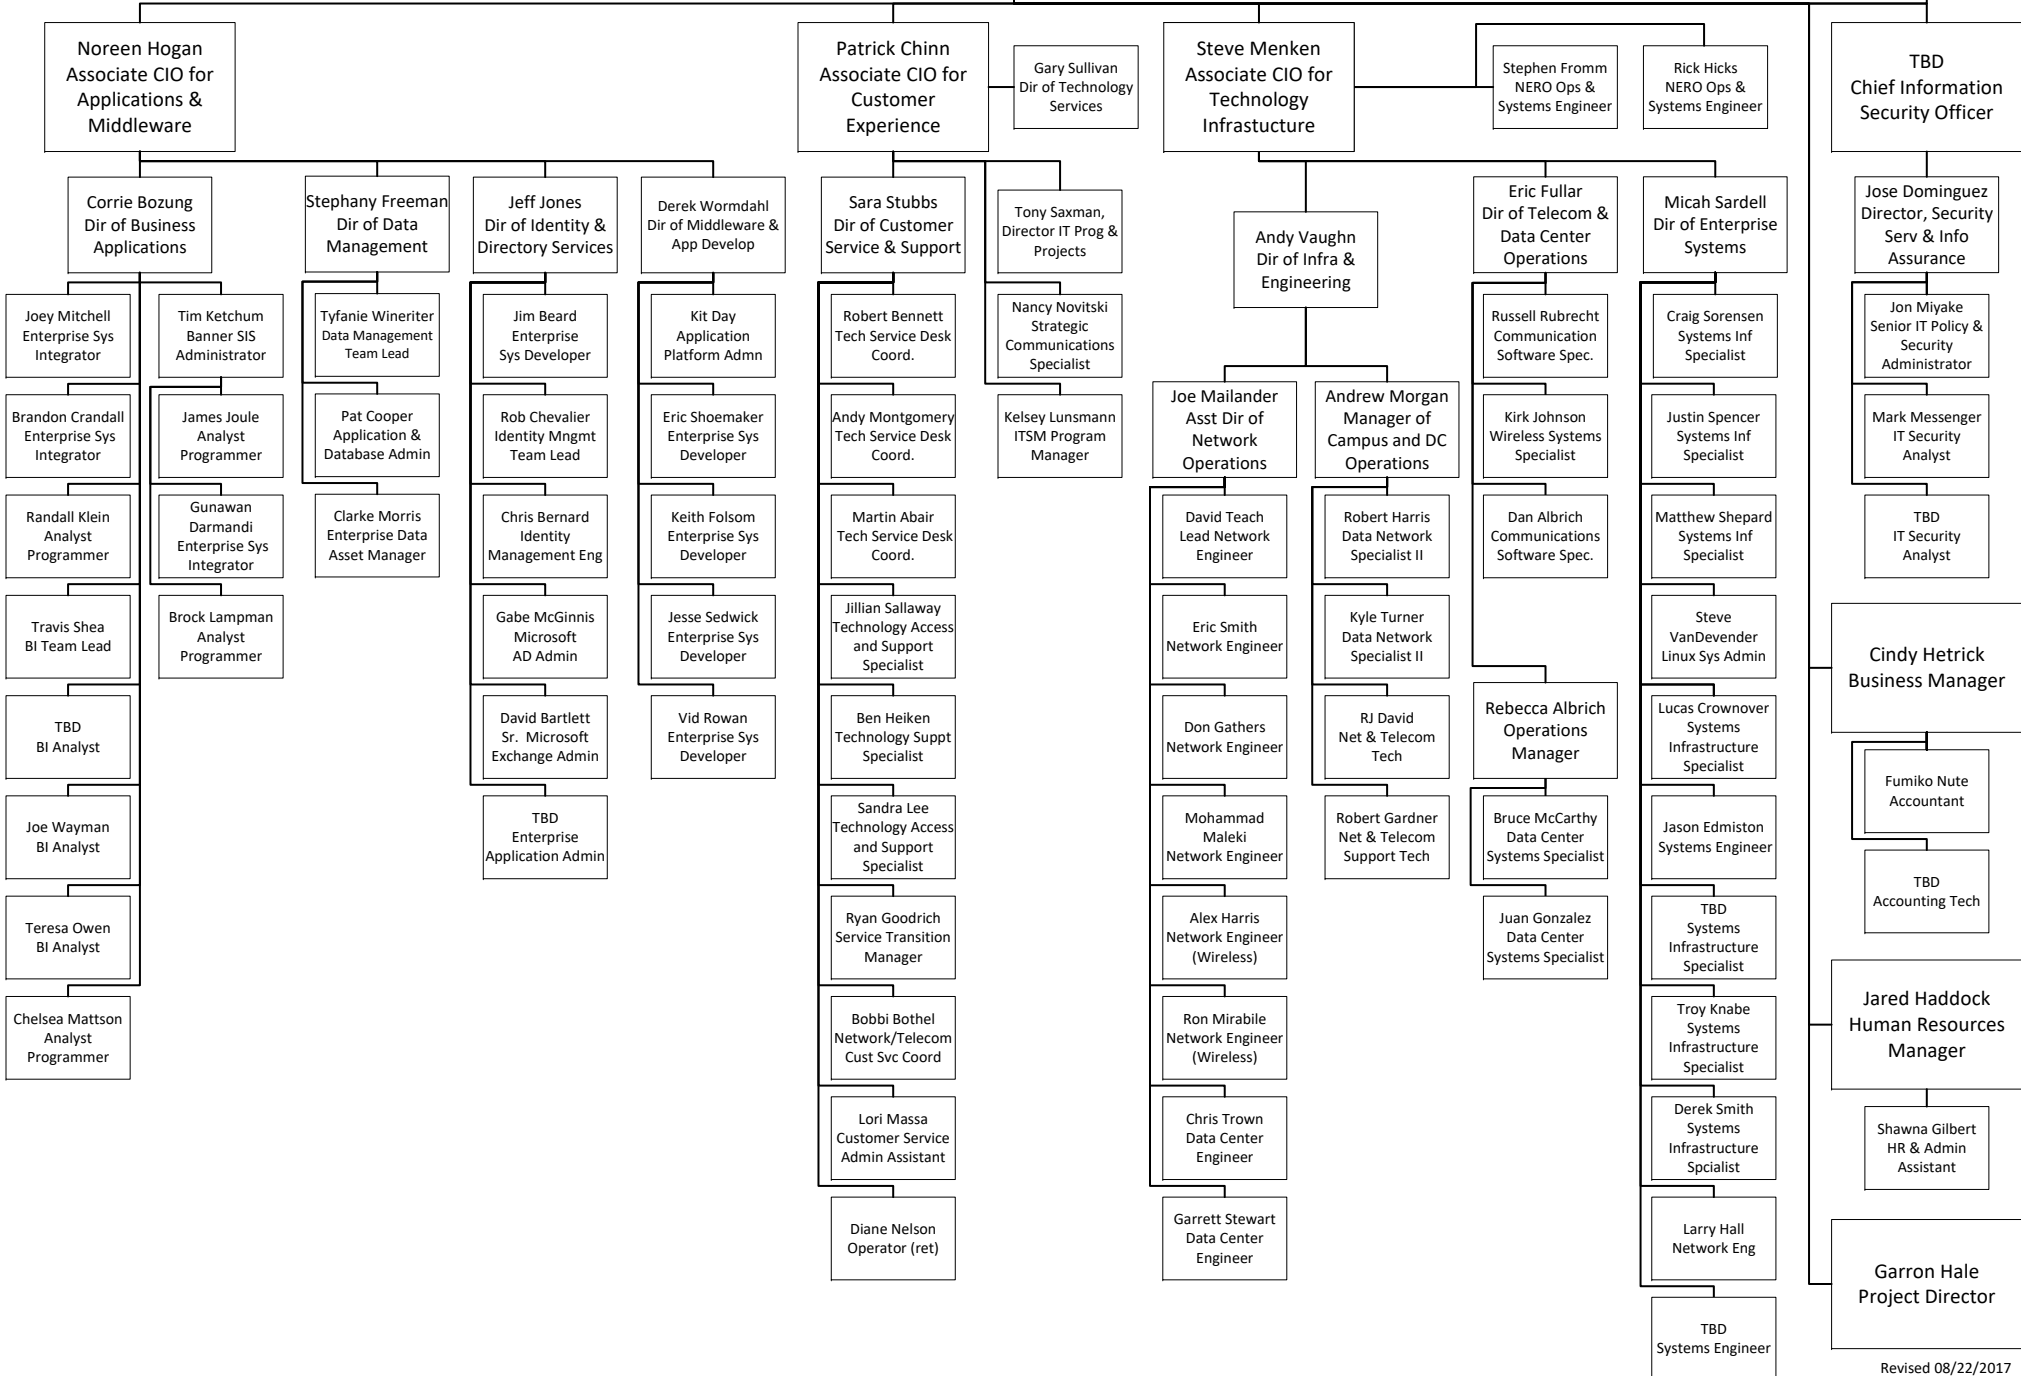 Noreen Hogan
Associate CIO for
Applications &
Middleware
Patrick Chinn
Associate CIO for
Customer
Experience
Gary Sullivan
Dir of Technology
Services
Steve Menken
Associate CIO for
Technology
Infrastucture
Stephen Fromm
NERO Ops &
Systems Engineer
Rick Hicks
NERO Ops &
Systems Engineer
TBD
Chief Information
Security Officer
Corrie Bozung
Dir of Business
Applications
Joey Mitchell
Enterprise Sys
Integrator
Brandon Crandall
Enterprise Sys
Integrator
Randall Klein
Analyst
Programmer
Travis Shea
BI Team Lead
TBD
BI Analyst
Joe Wayman
BI Analyst
Teresa Owen
BI Analyst
Chelsea Mattson
Analyst
Programmer
Tim Ketchum
Banner SIS
Administrator
James Joule
Analyst
Programmer
Gunawan
Darmandi
Enterprise Sys
Integrator
Brock Lampman
Analyst
Programmer
Stephany Freeman
Dir of Data
Management
Tyfanie Wineriter
Data Management
Team Lead
Pat Cooper
Application &
Database Admin
Clarke Morris
Enterprise Data
Asset Manager
Jeff Jones
Dir of Identity &
Directory Services
Jim Beard
Enterprise
Sys Developer
Rob Chevalier
Identity Mngmt
Team Lead
Chris Bernard
Identity
Management Eng
Gabe McGinnis
Microsoft
AD Admin
David Bartlett
Sr. Microsoft
Exchange Admin
TBD
Enterprise
Application Admin
Derek Wormdahl
Dir of Middleware &
App Develop
Kit Day
Application
Platform Admn
Eric Shoemaker
Enterprise Sys
Developer
Keith Folsom
Enterprise Sys
Developer
Jesse Sedwick
Enterprise Sys
Developer
Vid Rowan
Enterprise Sys
Developer
Sara Stubbs
Dir of Customer
Service & Support
Robert Bennett
Tech Service Desk
Coord.
Andy Montgomery
Tech Service Desk
Coord.
Martin Abair
Tech Service Desk
Coord.
Jillian Sallaway
Technology Access
and Support
Specialist
Ben Heiken
Technology Suppt
Specialist
Sandra Lee
Technology Access
and Support
Specialist
Ryan Goodrich
Service Transition
Manager
Bobbi Bothel
Network/Telecom
Cust Svc Coord
Lori Massa
Customer Service
Admin Assistant
Diane Nelson
Operator (ret)
Tony Saxman,
Director IT Prog &
Projects
Nancy Novitski
Strategic
Communications
Specialist
Kelsey Lunsmann
ITSM Program
Manager
Andy Vaughn
Dir of Infra &
Engineering
Joe Mailander
Asst Dir of
Network
Operations
David Teach
Lead Network
Engineer
Eric Smith
Network Engineer
Don Gathers
Network Engineer
Mohammad
Maleki
Network Engineer
Alex Harris
Network Engineer
(Wireless)
Ron Mirabile
Network Engineer
(Wireless)
Chris Trown
Data Center
Engineer
Garrett Stewart
Data Center
Engineer
Andrew Morgan
Manager of
Campus and DC
Operations
Robert Harris
Data Network
Specialist II
Kyle Turner
Data Network
Specialist II
RJ David
Net & Telecom
Tech
Robert Gardner
Net & Telecom
Support Tech
Eric Fullar
Dir of Telecom &
Data Center
Operations
Russell Rubrecht
Communication
Software Spec.
Kirk Johnson
Wireless Systems
Specialist
Dan Albrich
Communications
Software Spec.
Rebecca Albrich
Operations
Manager
Bruce McCarthy
Data Center
Systems Specialist
Juan Gonzalez
Data Center
Systems Specialist
Micah Sardell
Dir of Enterprise
Systems
Craig Sorensen
Systems Inf
Specialist
Justin Spencer
Systems Inf
Specialist
Matthew Shepard
Systems Inf
Specialist
Steve
VanDevender
Linux Sys Admin
Lucas Crownover
Systems
Infrastructure
Specialist
Jason Edmiston
Systems Engineer
TBD
Systems
Infrastructure
Specialist
Troy Knabe
Systems
Infrastructure
Specialist
Derek Smith
Systems
Infrastructure
Spcialist
Larry Hall
Network Eng
TBD
Systems Engineer
Jose Dominguez
Director, Security
Serv & Info
Assurance
Jon Miyake
Senior IT Policy &
Security
Administrator
Mark Messenger
IT Security
Analyst
TBD
IT Security
Analyst
Cindy Hetrick
Business Manager
Fumiko Nute
Accountant
TBD
Accounting Tech
Jared Haddock
Human Resources
Manager
Shawna Gilbert
HR & Admin
Assistant
Garron Hale
Project Director
Revised 08/22/2017